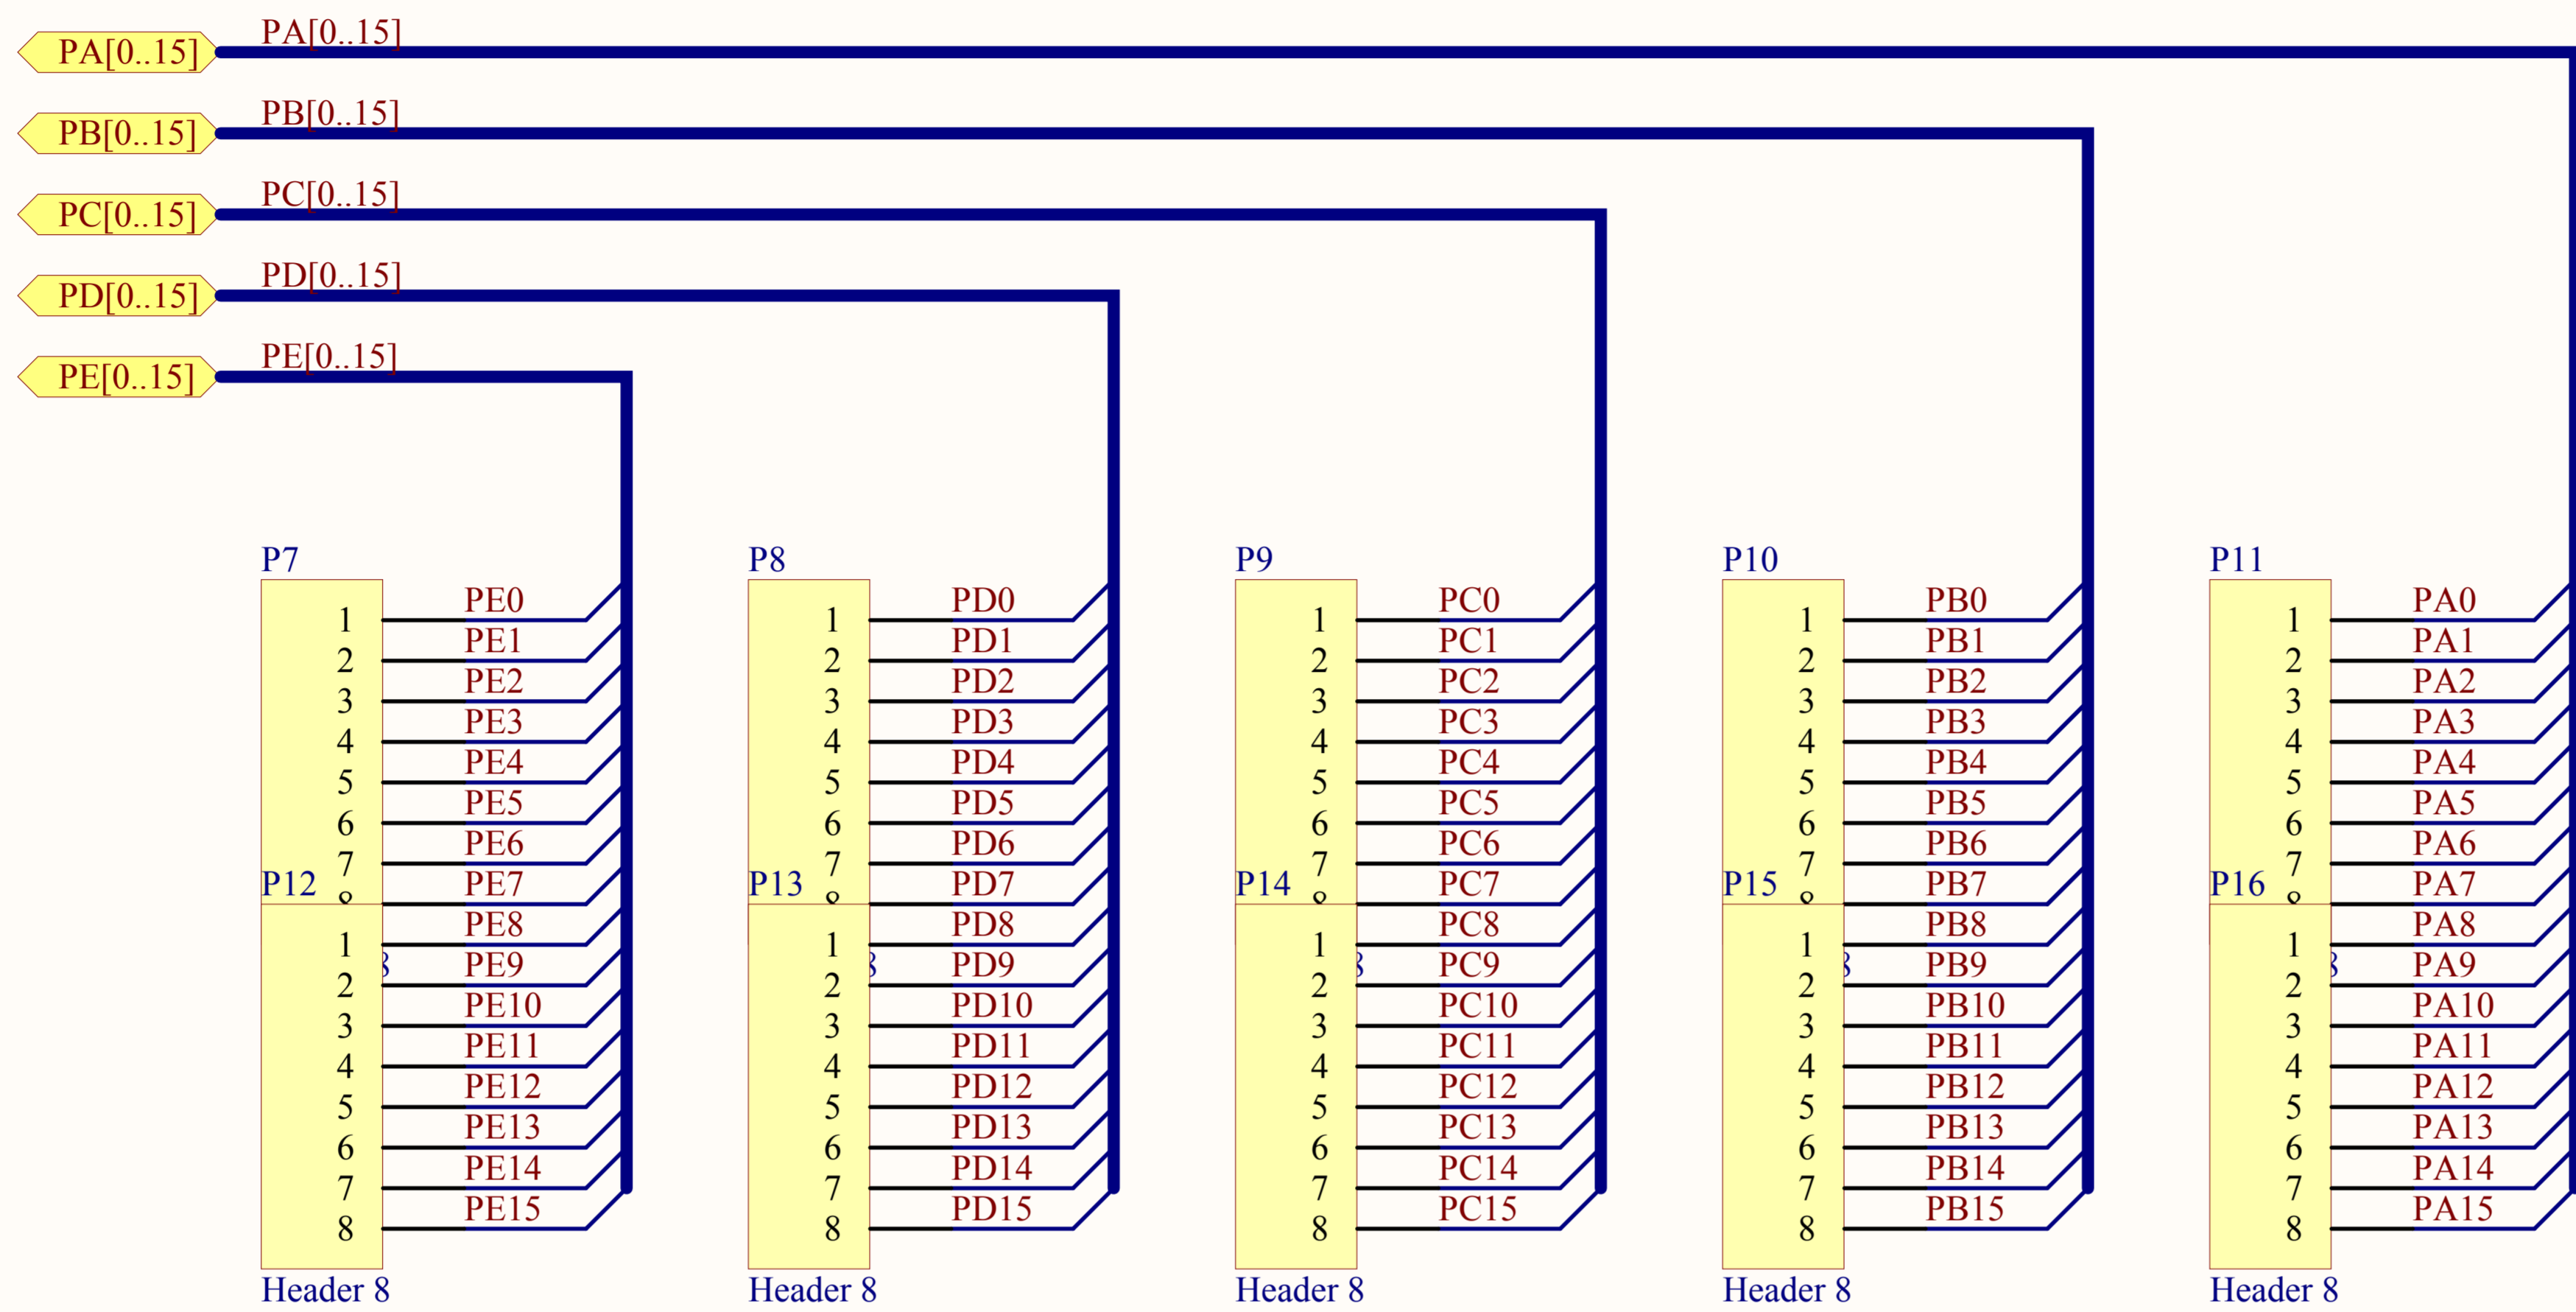 PA[0..15] PA[0..15]
PB[0..15] PB[0..15]
PC[0..15] PC[0..15]
PD[0..15] PD[0..15]
PE[0..15] PE[0..15]
P7 P8 P9 P10 P11
1 PE0 1 PD0 1 PC0 1 PB0 1 PA0
2 PE1 2 PD1 2 PC1 2 PB1 2 PA1
3 PE2 3 PD2 3 PC2 3 PB2 3 PA2
4 PE3 4 PD3 4 PC3 4 PB3 4 PA3
5 PE4 5 PD4 5 PC4 5 PB4 5 PA4
6 PE5 6 PD5 6 PC5 6 PB5 6 PA5
7 PE6 7 PD6 7 PC6 7 PB6 7 PA6
P12 8 PE7 P13 8 PD7 P14 8 PC7 P15 8 PB7 P16 8 PA7
1 PE8 1 PD8 1 PC8 1 PB8 1 PA8
2 8 PE9 2 8 PD9 2 8 PC9 2 8 PB9 2 8 PA9
3 PE10 3 PD10 3 PC10 3 PB10 3 PA10
4 PE11 4 PD11 4 PC11 4 PB11 4 PA11
5 PE12 5 PD12 5 PC12 5 PB12 5 PA12
6 PE13 6 PD13 6 PC13 6 PB13 6 PA13
7 PE14 7 PD14 7 PC14 7 PB14 7 PA14
8 PE15 8 PD15 8 PC15 8 PB15 8 PA15
Header 8 Header 8 Header 8 Header 8 Header 8